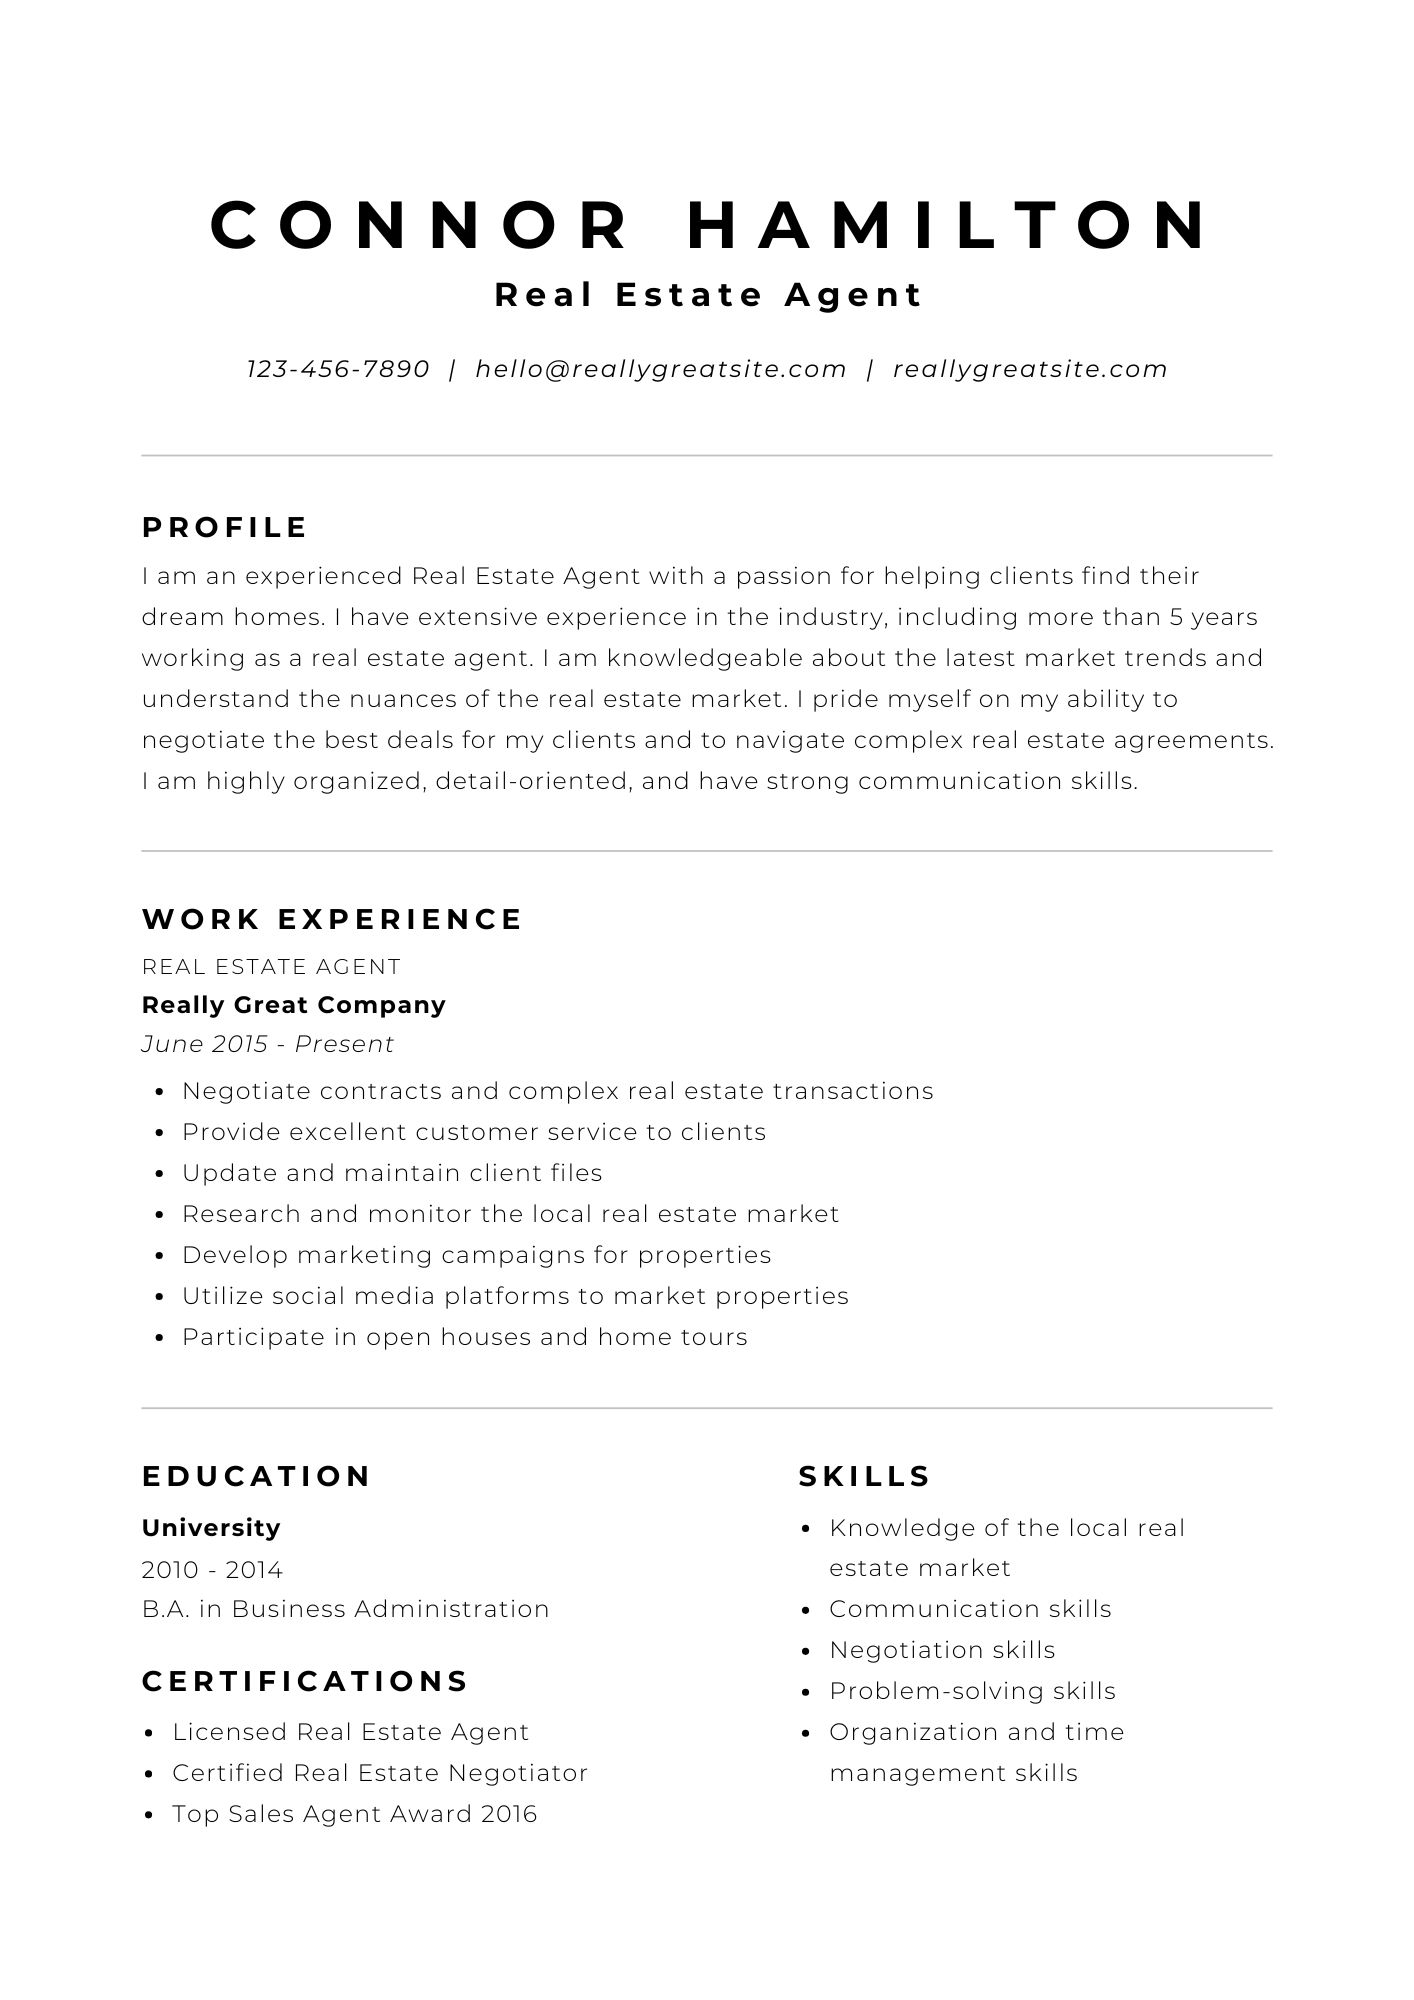 CONNOR HAMILTON
Real Estate Agent
123-456-7890 | hello@reallygreatsite.com | reallygreatsite.com
PROFILE
I am an experienced Real Estate Agent with a passion for helping clients find their
dream homes. I have extensive experience in the industry, including more than 5 years
working as a real estate agent. I am knowledgeable about the latest market trends and
understand the nuances of the real estate market. I pride myself on my ability to
negotiate the best deals for my clients and to navigate complex real estate agreements.
I am highly organized, detail-oriented, and have strong communication skills.
WORK EXPERIENCE
REAL ESTATE AGENT
Really Great Company
June 2015 - Present
• Negotiate contracts and complex real estate transactions
• Provide excellent customer service to clients
• Update and maintain client files
• Research and monitor the local real estate market
• Develop marketing campaigns for properties
• Utilize social media platforms to market properties
• Participate in open houses and home tours
EDUCATION
University
2010 - 2014
B.A. in Business Administration
CERTIFICATIONS
• Licensed Real Estate Agent
• Certified Real Estate Negotiator
• Top Sales Agent Award 2016
SKILLS
• Knowledge of the local real
estate market
• Communication skills
• Negotiation skills
• Problem-solving skills
• Organization and time
management skills